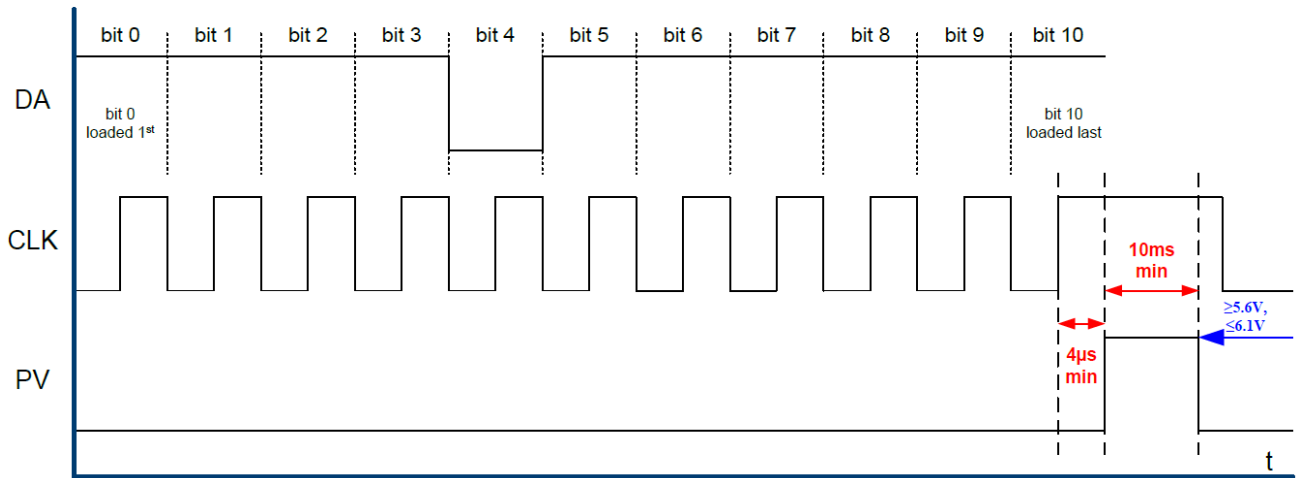 bit 0 bit 1 bit 2 bit 3 bit 4 bit 5 bit 6 bit 7 bit 8 bit 9 bit 10
DA
bit 0
loaded 1st
bit 10
loaded last
CLK
10ms
min
≥5.6V,
≤6.1V
4µs
min
PV
t